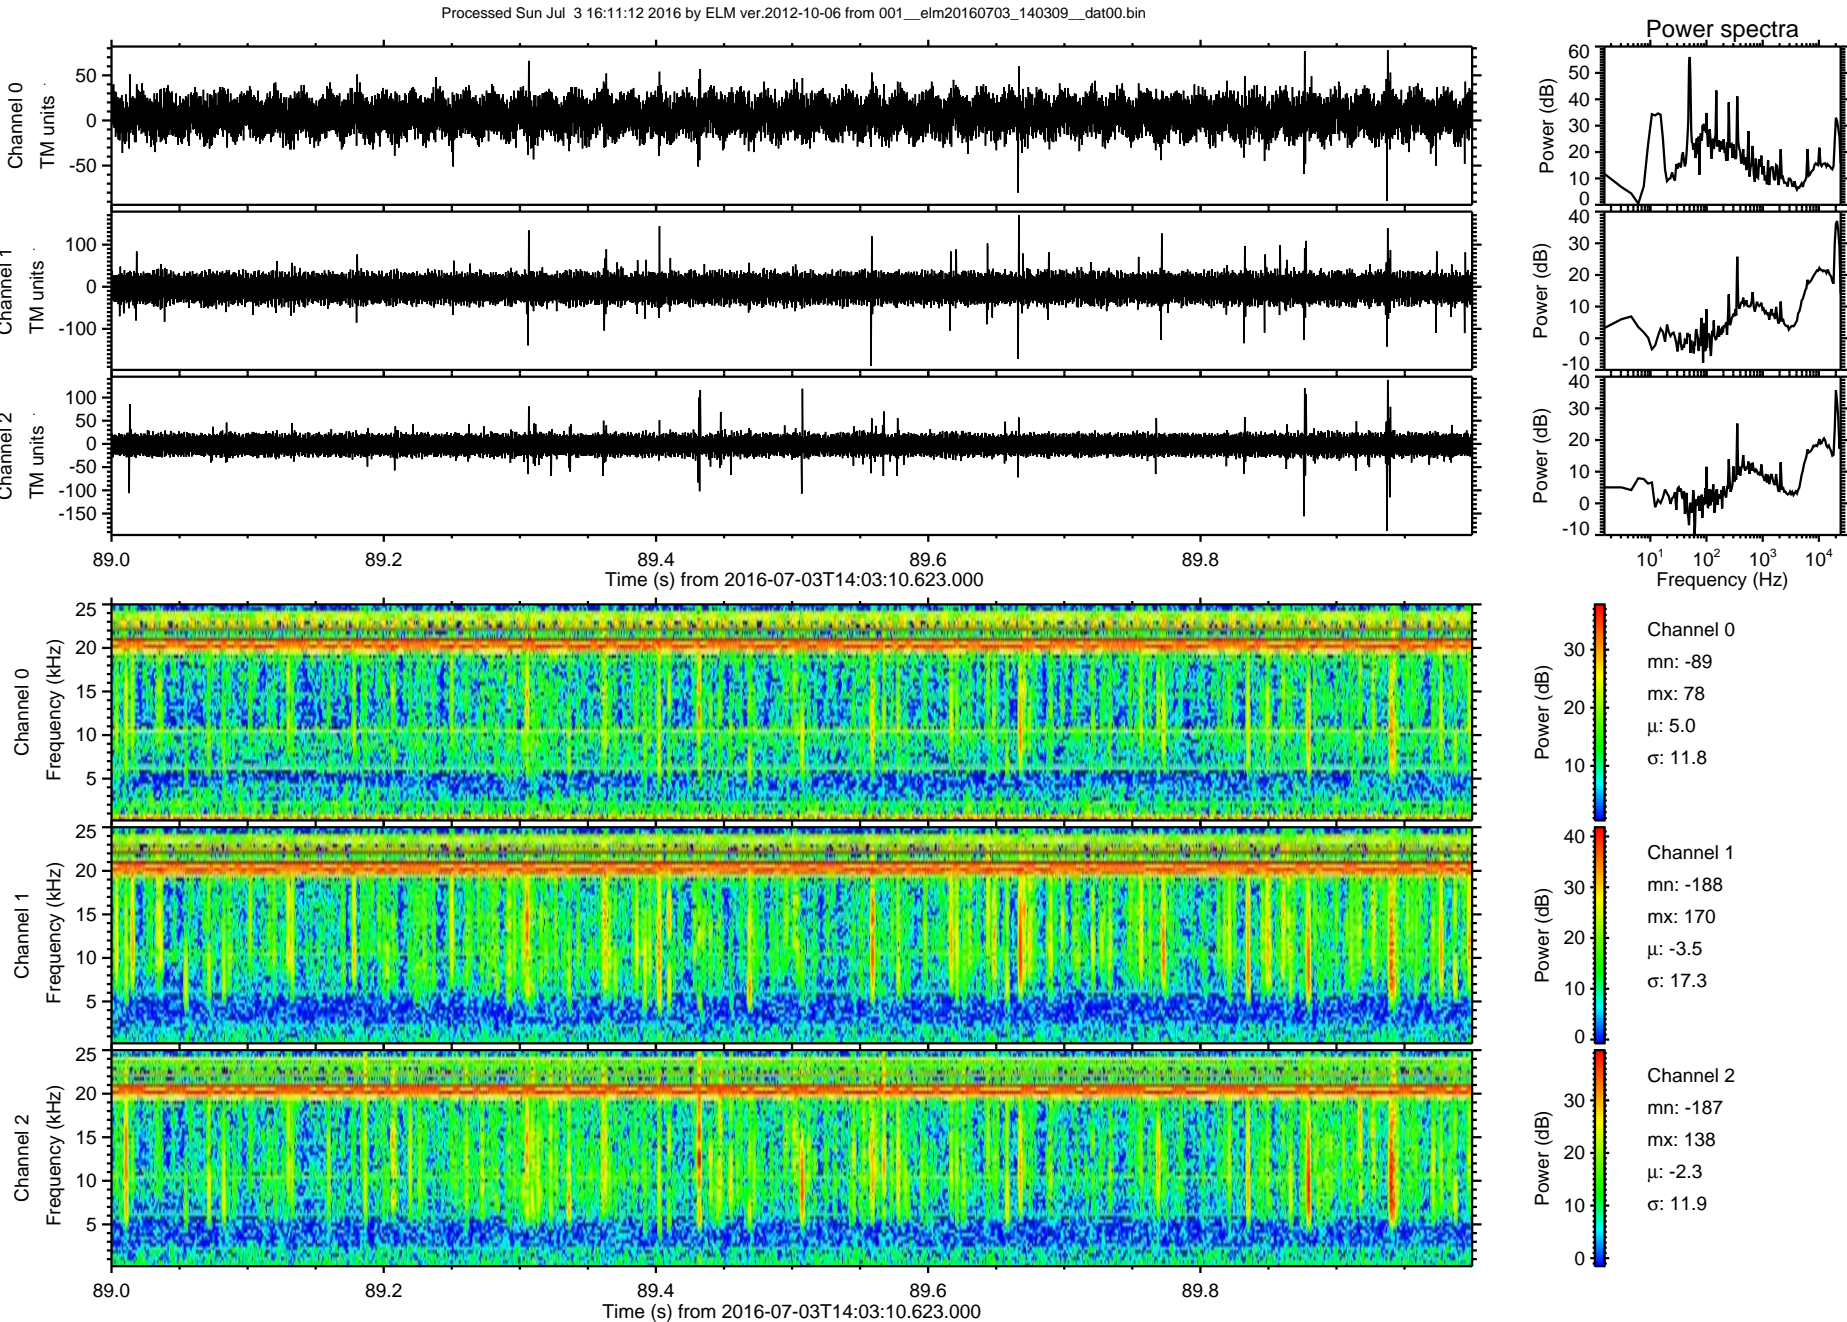 Processed Sun Jul  3 16:11:12 2016 by ELM ver.2012-10-06 from 001__elm20160703_140309__dat00.bin
Power spectra
Channel 0
TM units
50
0
-50
Power (dB)
60
50
40
30
20
10
0
Channel 1
TM units
100
0
-100
Power (dB)
40
30
20
10
0
-10
Channel 2
TM units
100
50
0
-50
-100
-150
Power (dB)
40
30
20
10
0
-10
89.0 89.2 89.4 89.6 89.8
Time (s) from 2016-07-03T14:03:10.623.000
10^1 10^2 10^3 10^4
Frequency (Hz)
Channel 0
Frequency (kHz)
25
20
15
10
5
Power (dB)
30
20
10
Channel 0
mn: -89
mx: 78
μ: 5.0
σ: 11.8
Channel 1
Frequency (kHz)
25
20
15
10
5
Power (dB)
40
30
20
10
0
Channel 1
mn: -188
mx: 170
μ: -3.5
σ: 17.3
Channel 2
Frequency (kHz)
25
20
15
10
5
Power (dB)
30
20
10
0
Channel 2
mn: -187
mx: 138
μ: -2.3
σ: 11.9
89.0 89.2 89.4 89.6 89.8
Time (s) from 2016-07-03T14:03:10.623.000